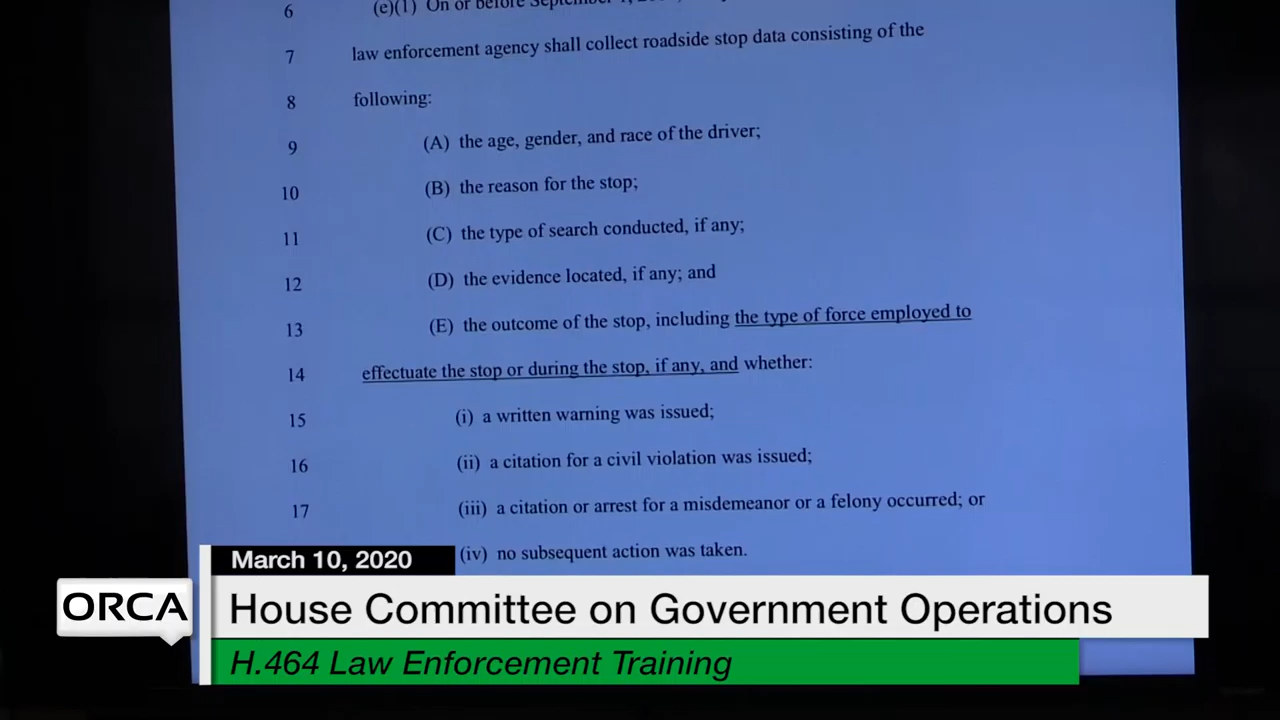 6 (e)(1) On or before September 1,
7 law enforcement agency shall collect roadside stop data consisting of the
8 following:
9 (A) the age, gender, and race of the driver;
10 (B) the reason for the stop;
11 (C) the type of search conducted, if any;
12 (D) the evidence located, if any; and
13 (E) the outcome of the stop, including the type of force employed to
14 effectuate the stop or during the stop, if any, and whether:
15 (i) a written warning was issued;
16 (ii) a citation for a civil violation was issued;
17 (iii) a citation or arrest for a misdemeanor or a felony occurred; or
(iv) no subsequent action was taken.
March 10, 2020
ORCA
House Committee on Government Operations
H.464 Law Enforcement Training